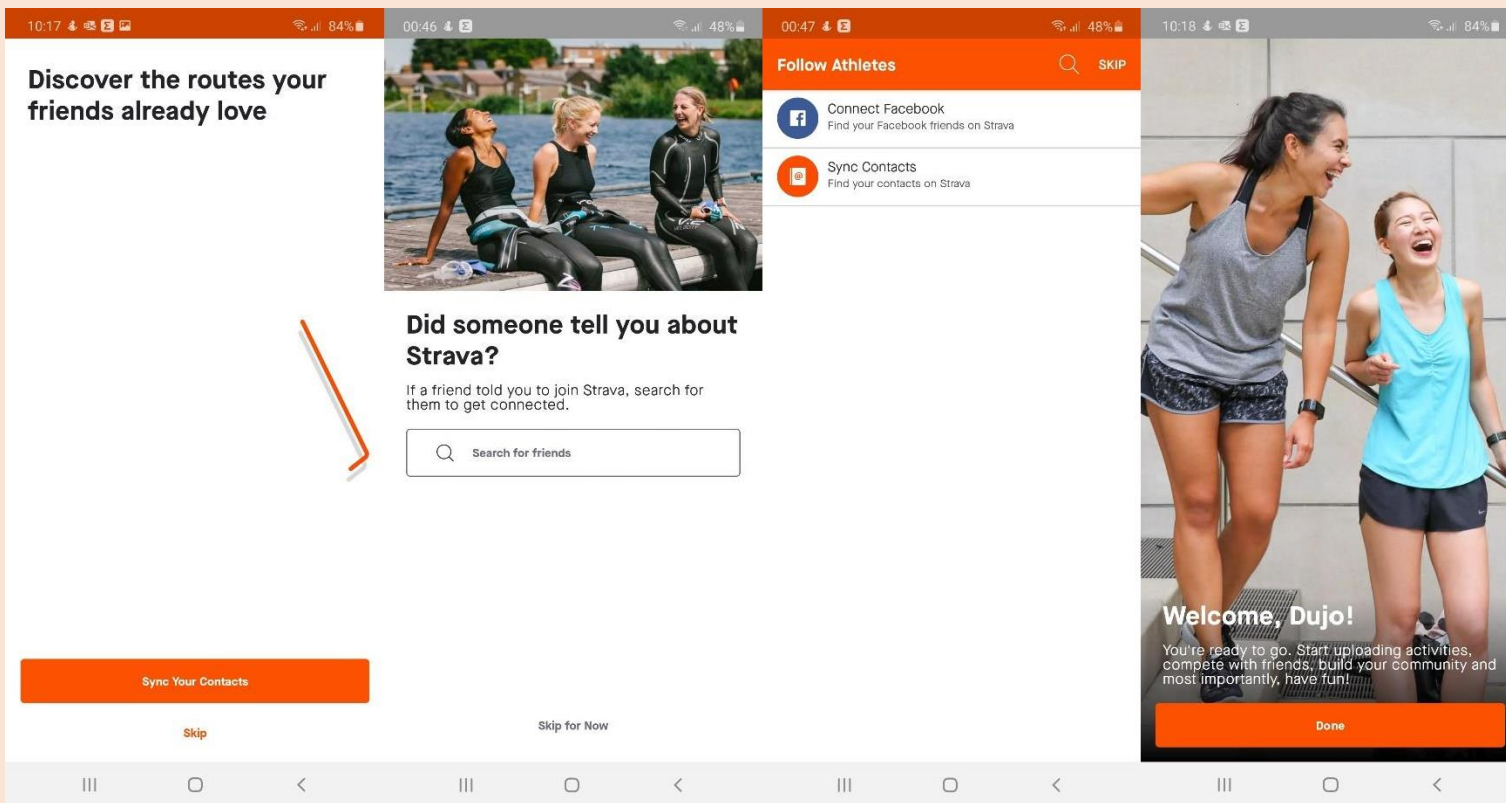 10:17
84%
Discover the routes your
friends already love
Sync Your Contacts
Skip
00:46
48%
Did someone tell you about
Strava?
If a friend told you to join Strava, search for
them to get connected.
Search for friends
Skip for Now
00:47
48%
Follow Athletes
SKIP
Connect Facebook
Find your Facebook friends on Strava
Sync Contacts
Find your contacts on Strava
10:18
84%
Welcome, Dujo!
You're ready to go. Start uploading activities,
compete with friends, build your community and
most importantly, have fun!
Done